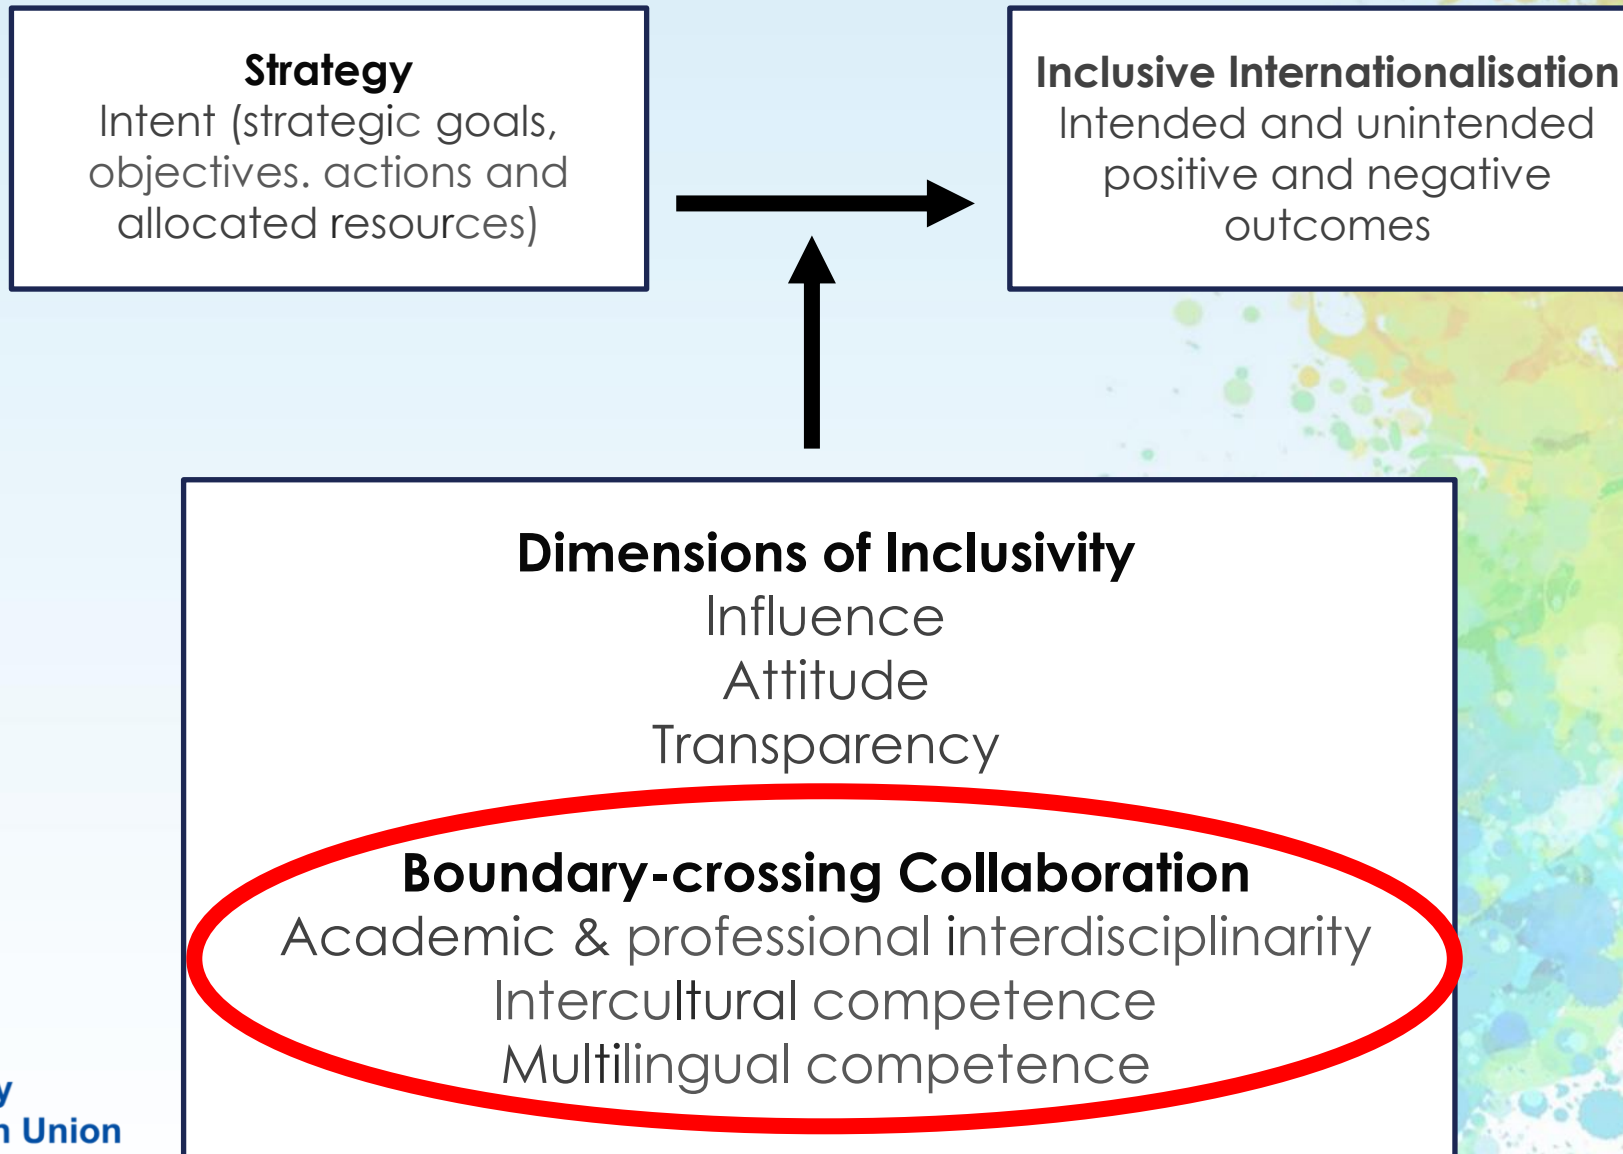 Strategy
Intent (strategic goals,
objectives. actions and
allocated resources)
Inclusive Internationalisation
Intended and unintended
positive and negative
outcomes
Dimensions of Inclusivity
Influence
Attitude
Transparency
Boundary-crossing Collaboration
Academic & professional interdisciplinarity
Intercultural competence
Multilingual competence
y
n Union